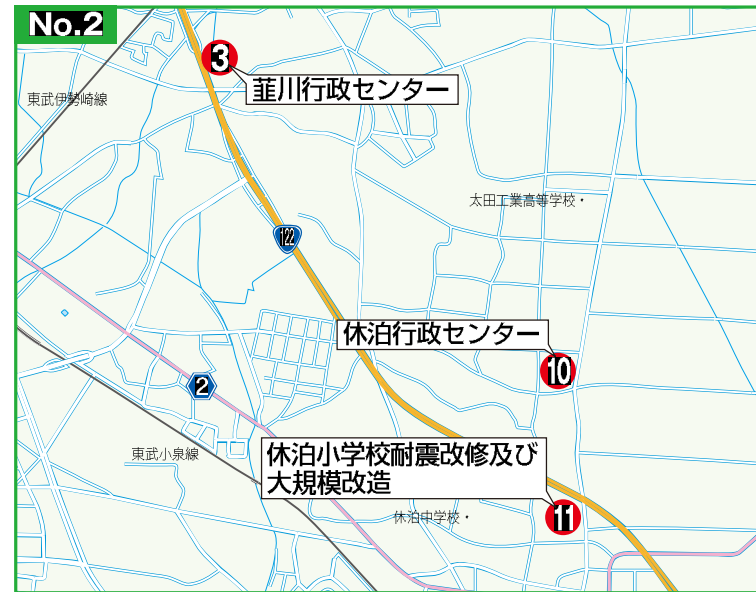 No.2
3
韮川行政センター
東武伊勢崎線
太田工業高等学校
122
休泊行政センター
10
2
東武小泉線
休泊小学校耐震改修及び
大規模改造
11
休泊中学校